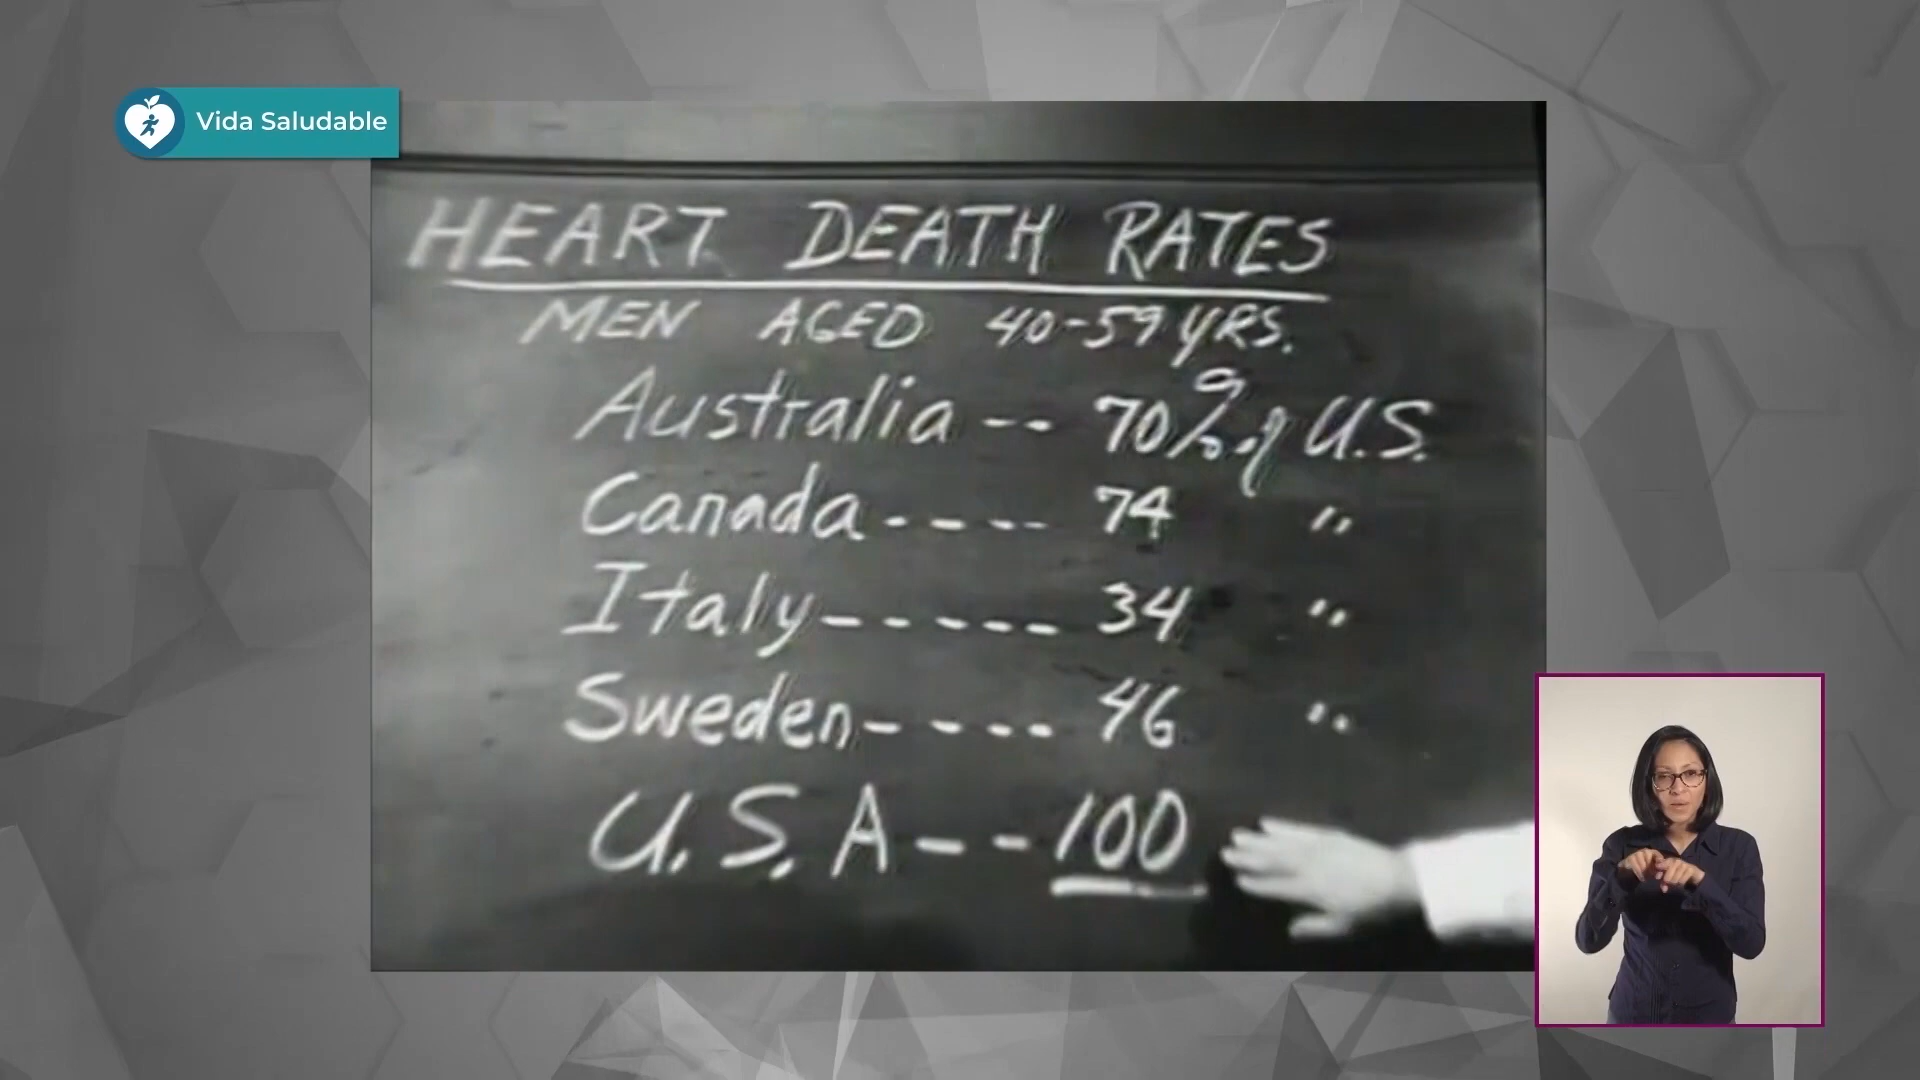 Vida Saludable
HEART DEATH RATES
MEN AGED 40-59 YRS.
Australia -- 70% of U.S.
Canada ---- 74 "
Italy ----- 34 "
Sweden ---- 46 "
U.S.A -- 100